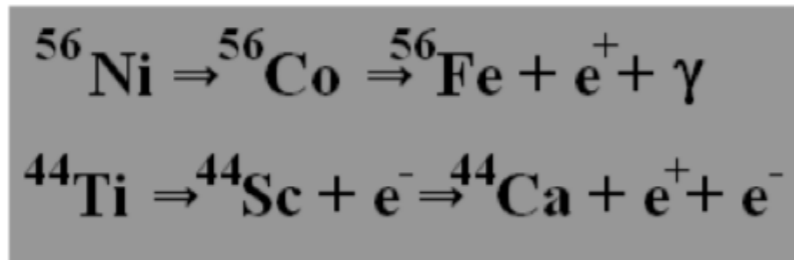 ⁵⁶Ni ⇒ ⁵⁶Co ⇒ ⁵⁶Fe + e⁺ + γ
⁴⁴Ti ⇒ ⁴⁴Sc + e⁻ ⇒ ⁴⁴Ca + e⁺ + e⁻